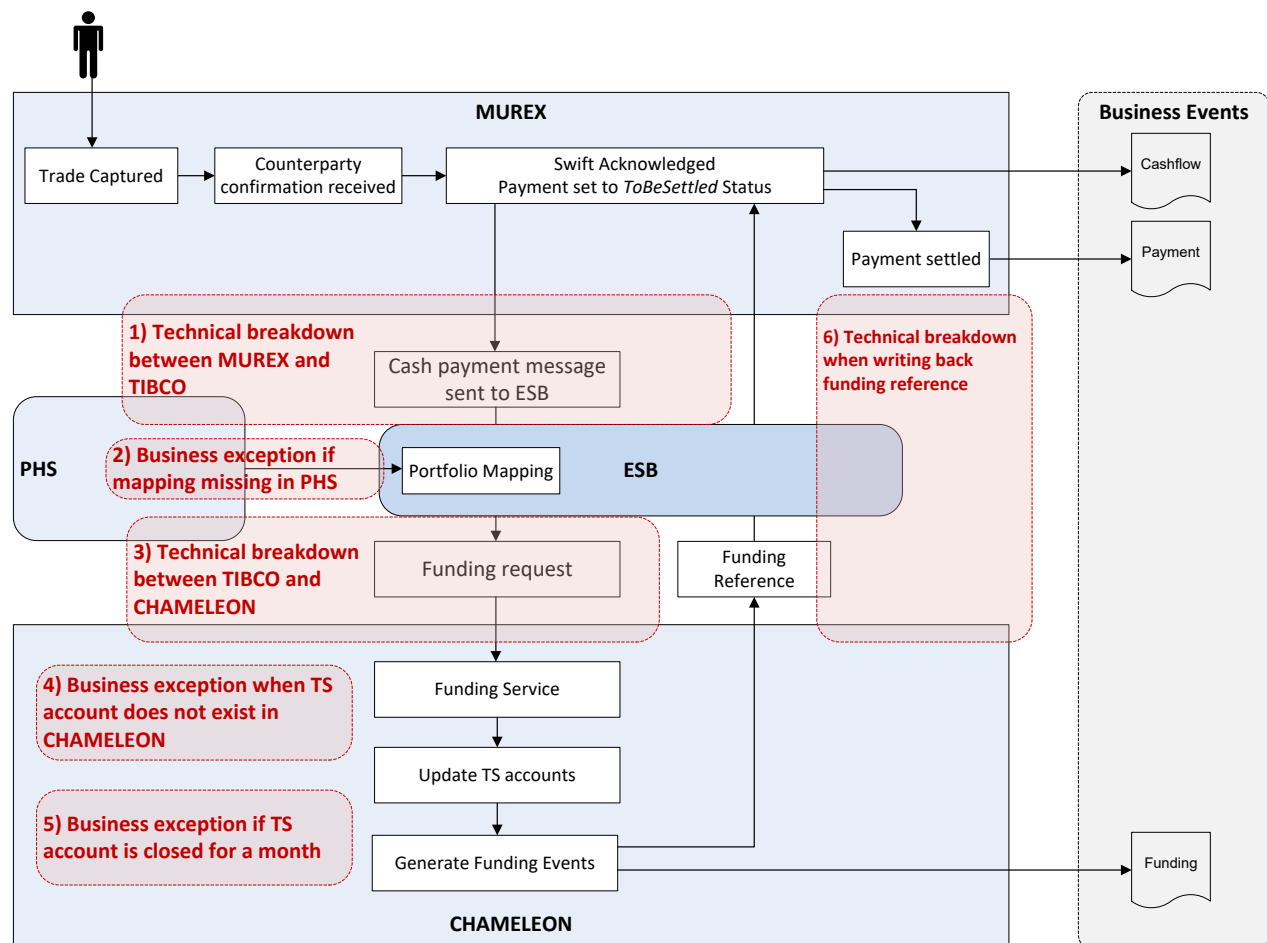 MUREX
Business Events
Trade Captured
Counterparty
confirmation received
Swift Acknowledged
Payment set to ToBeSettled Status
Cashflow
Payment settled
Payment
1) Technical breakdown
between MUREX and
TIBCO
6) Technical breakdown
when writing back
funding reference
Cash payment message
sent to ESB
PHS
2) Business exception if
mapping missing in PHS
Portfolio Mapping
ESB
3) Technical breakdown
between TIBCO and
CHAMELEON
Funding request
Funding
Reference
4) Business exception when TS
account does not exist in
CHAMELEON
Funding Service
Update TS accounts
5) Business exception if TS
account is closed for a month
Generate Funding Events
Funding
CHAMELEON